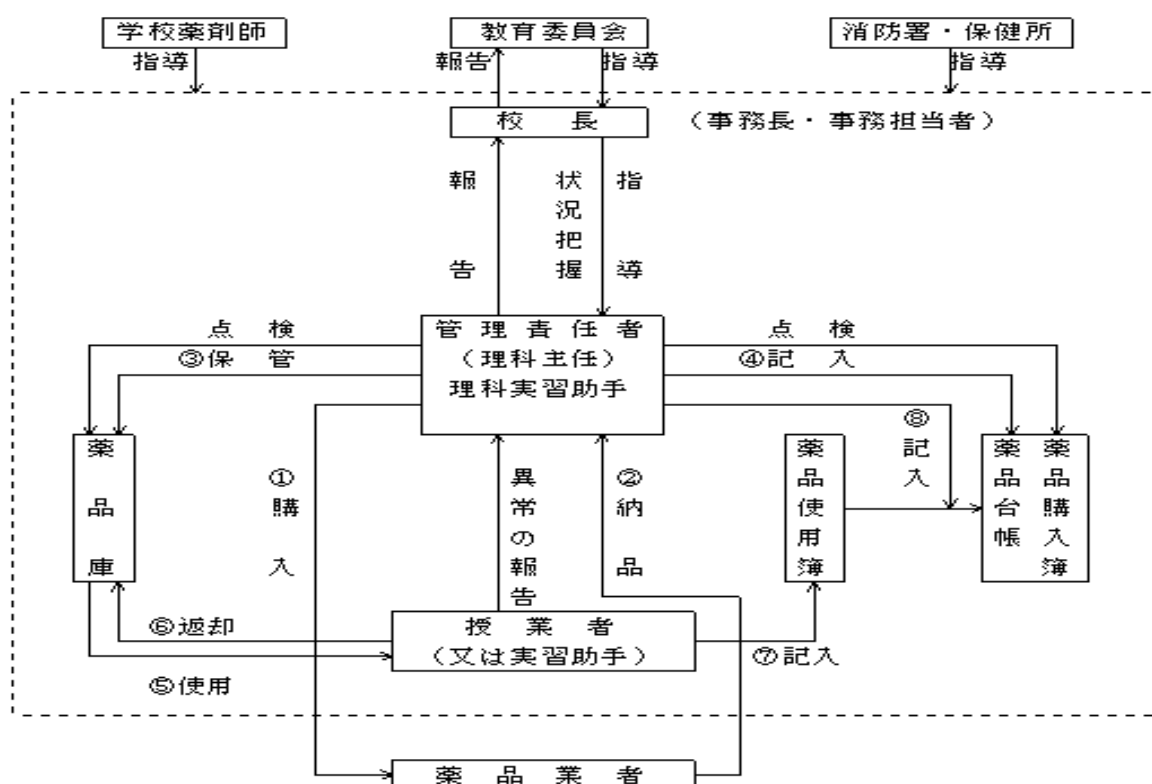 学校薬剤師
教育委員会
消防署・保健所
指導
報告
指導
指導
校長
(事務長・事務担当者)
報告
状況把握
指導
点検
③保管
管理責任者
(理科主任)
理科実習助手
点検
④記入
⑧記入
薬品庫
①購入
異常の報告
②納品
薬品使用簿
薬品台帳
薬品購入簿
⑥返却
授業者
(又は実習助手)
⑦記入
⑤使用
薬品業者